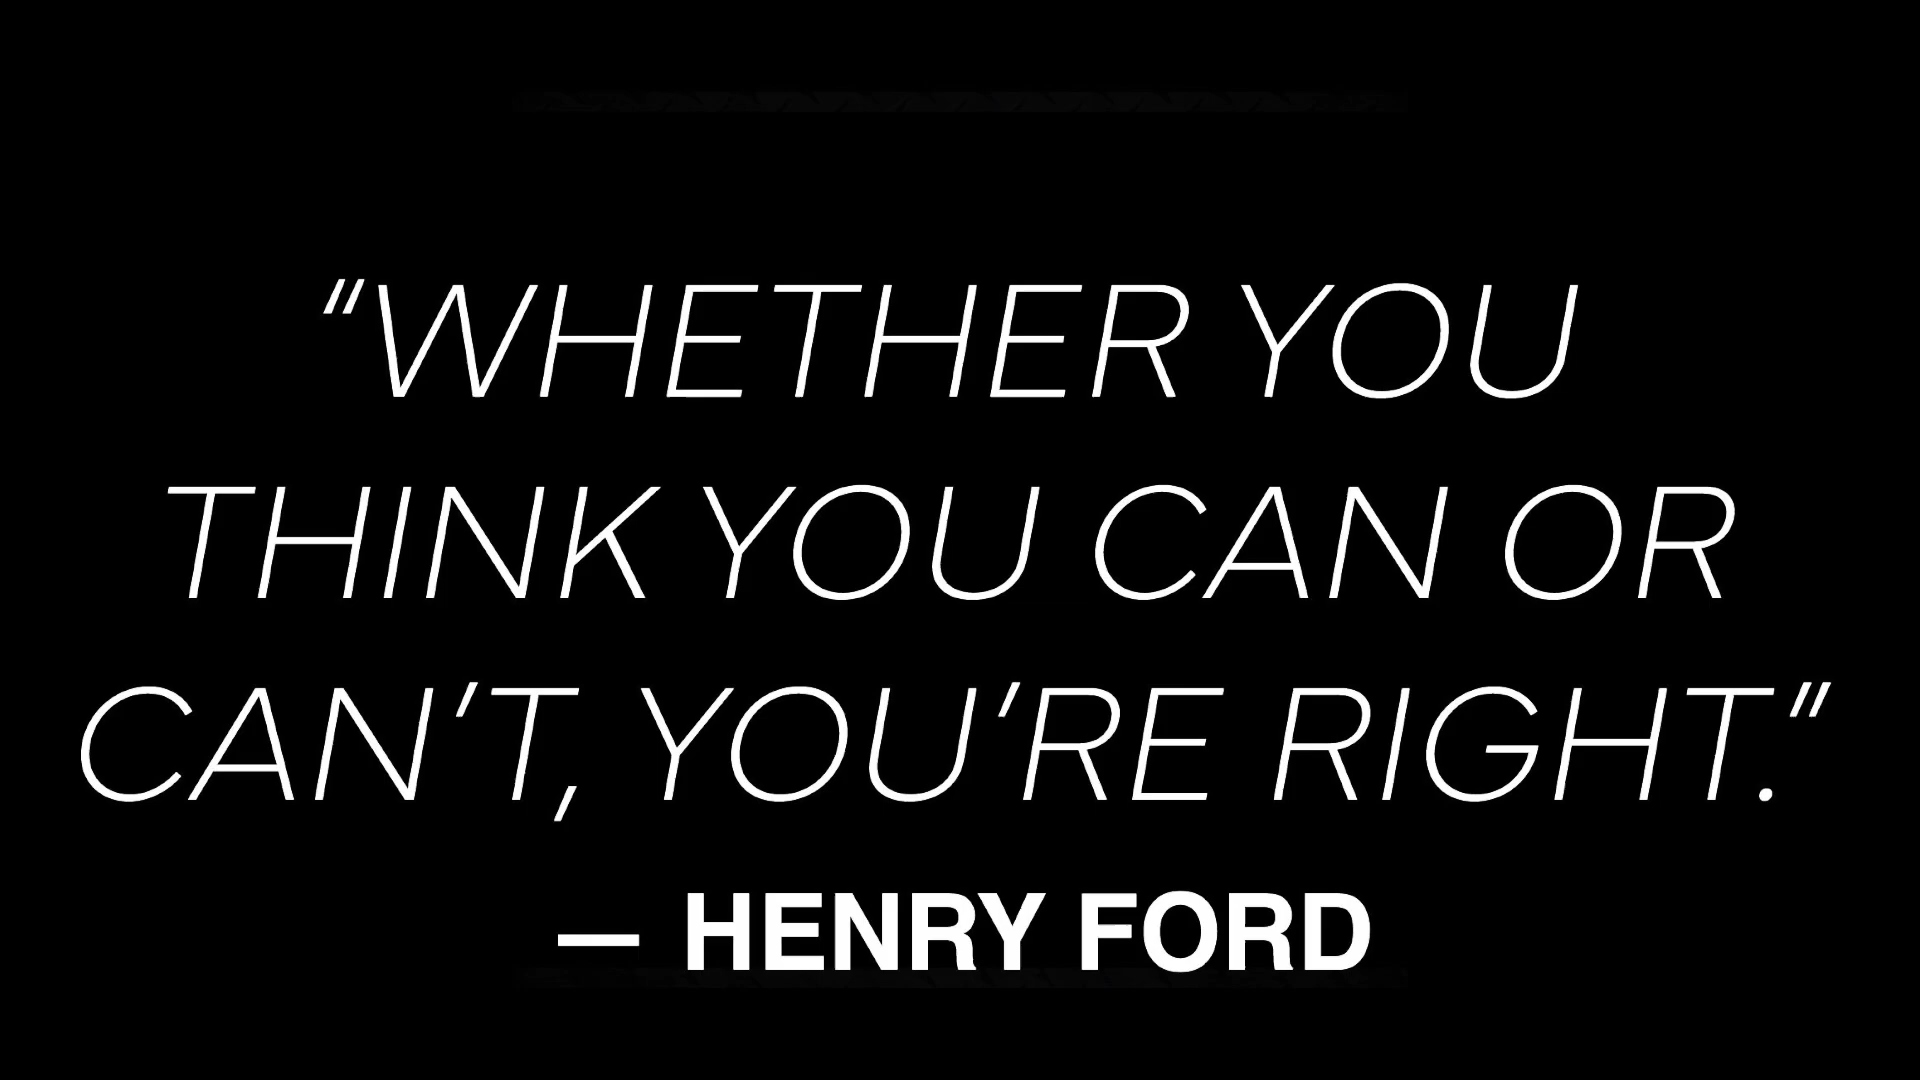 “WHETHER YOU
THINK YOU CAN OR
CAN’T, YOU’RE RIGHT.”
— HENRY FORD